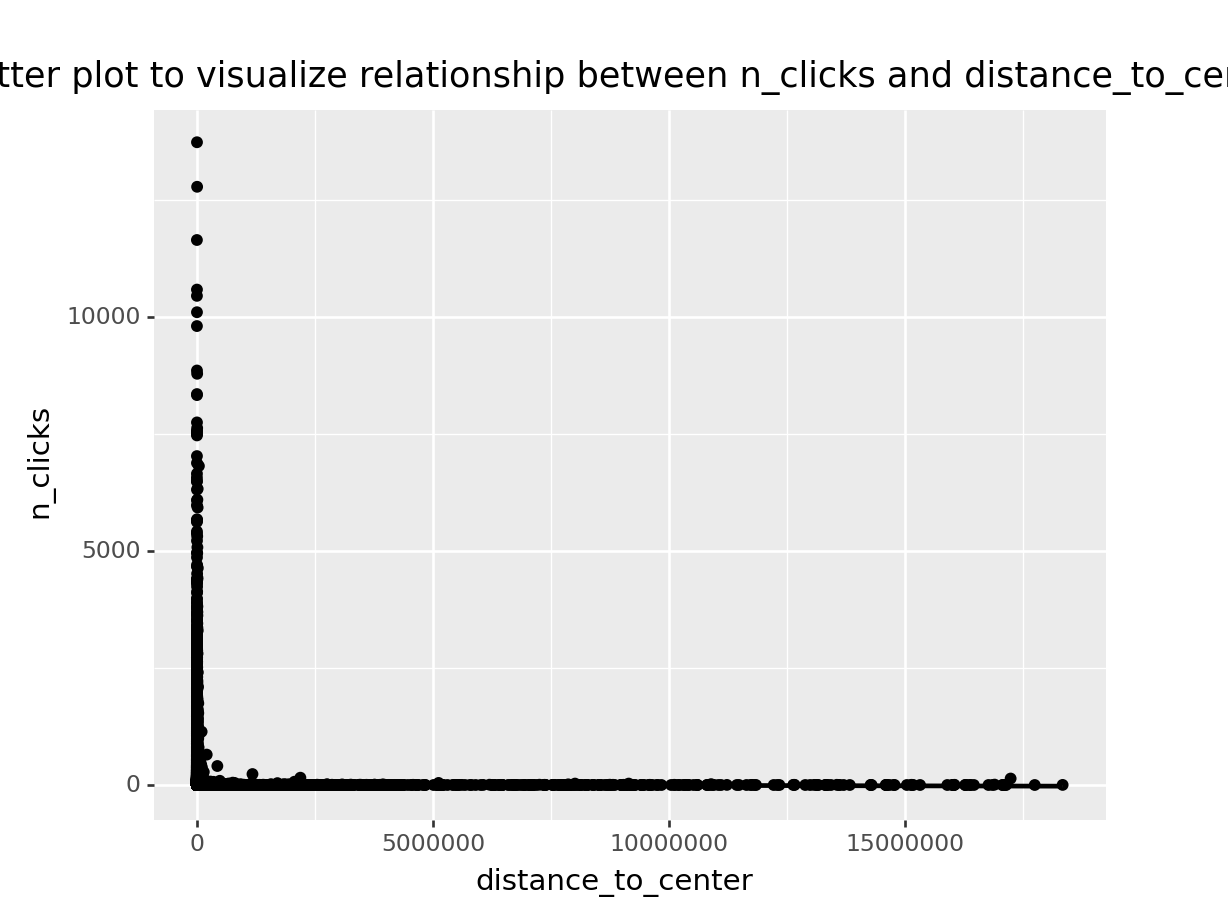 tter plot to visualize relationship between n_clicks and distance_to_cen
10000
5000
0
n_clicks
0 5000000 10000000 15000000
distance_to_center